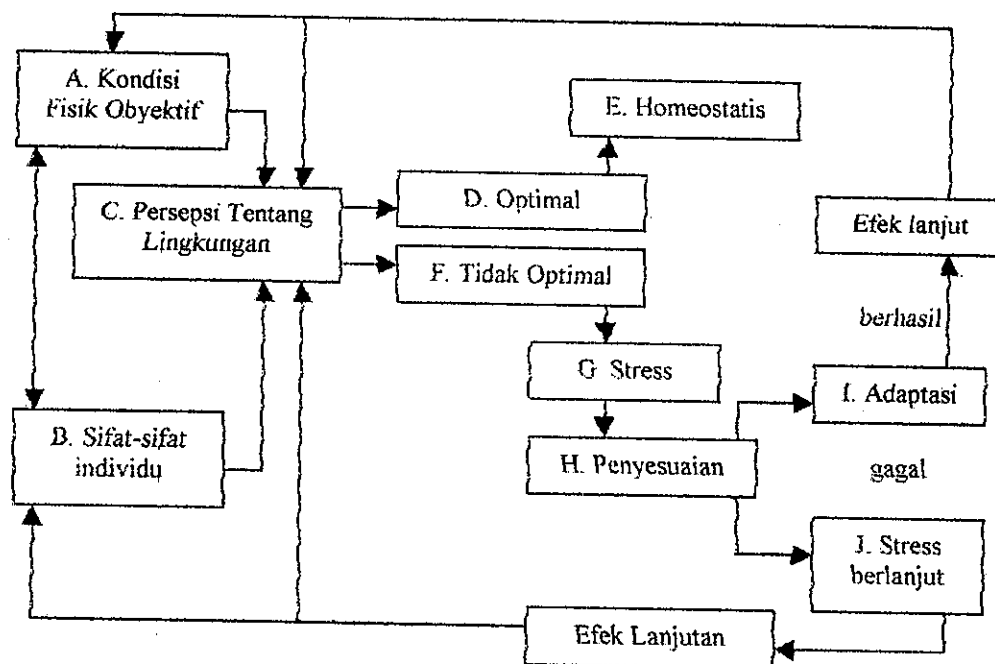 A. Kondisi
Fisik Obyektif
E. Homeostatis
C. Persepsi Tentang
Lingkungan
D. Optimal
F. Tidak Optimal
Efek lanjut
berhasil
G. Stress
I. Adaptasi
B. Sifat-sifat
individu
H. Penyesuaian
gagal
J. Stress
berlanjut
Efek Lanjutan